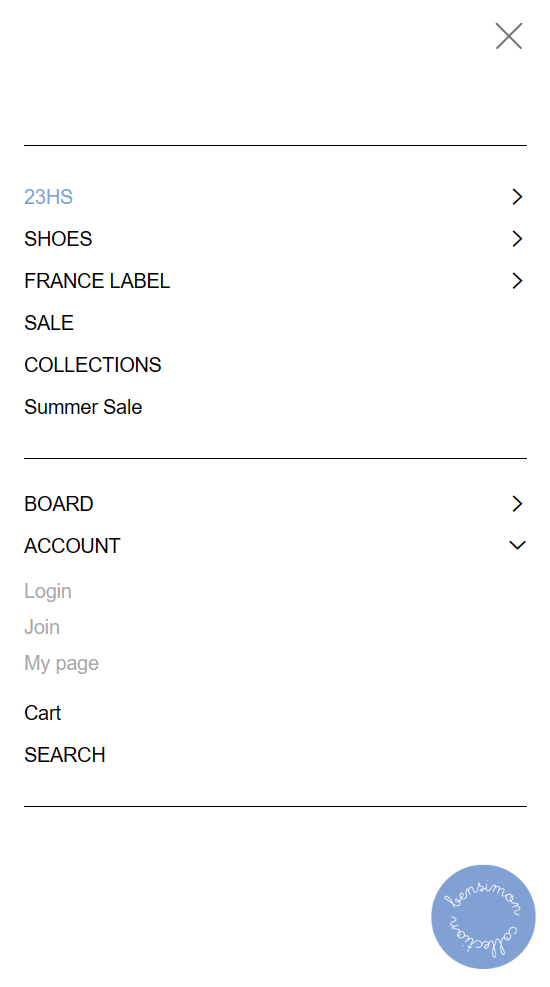 23HS
SHOES
FRANCE LABEL
SALE
COLLECTIONS
Summer Sale
BOARD
ACCOUNT
Login
Join
My page
Cart
SEARCH
bensimon
collection